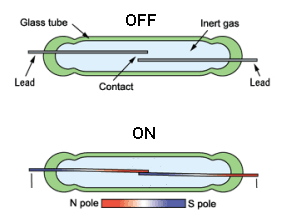 OFF
Glass tube
Inert gas
Lead
Contact
Lead
ON
N pole
S pole